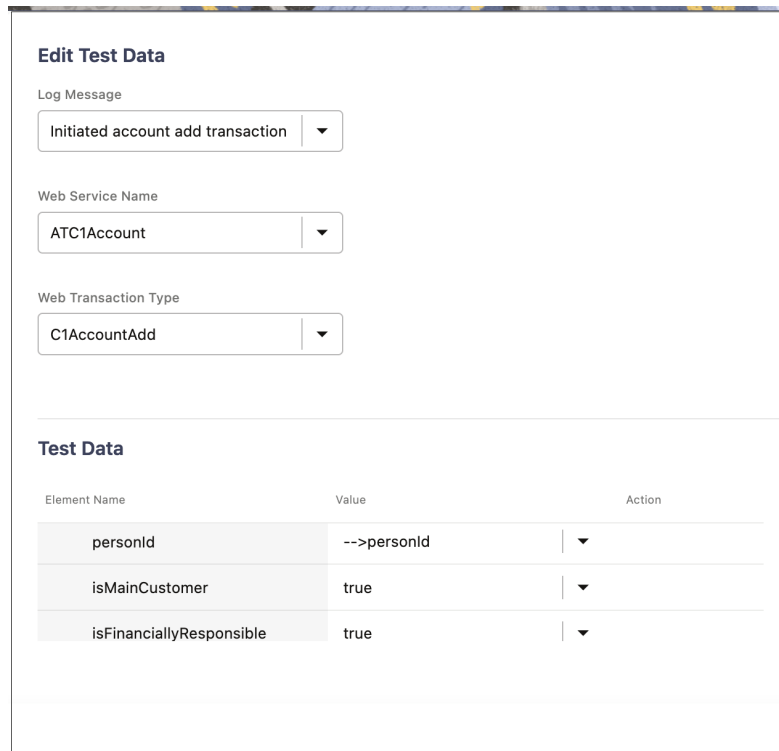 Edit Test Data
Log Message
Initiated account add transaction
Web Service Name
ATC1Account
Web Transaction Type
C1AccountAdd
Test Data
Element Name Value Action
personId -->personId
isMainCustomer true
isFinanciallyResponsible true